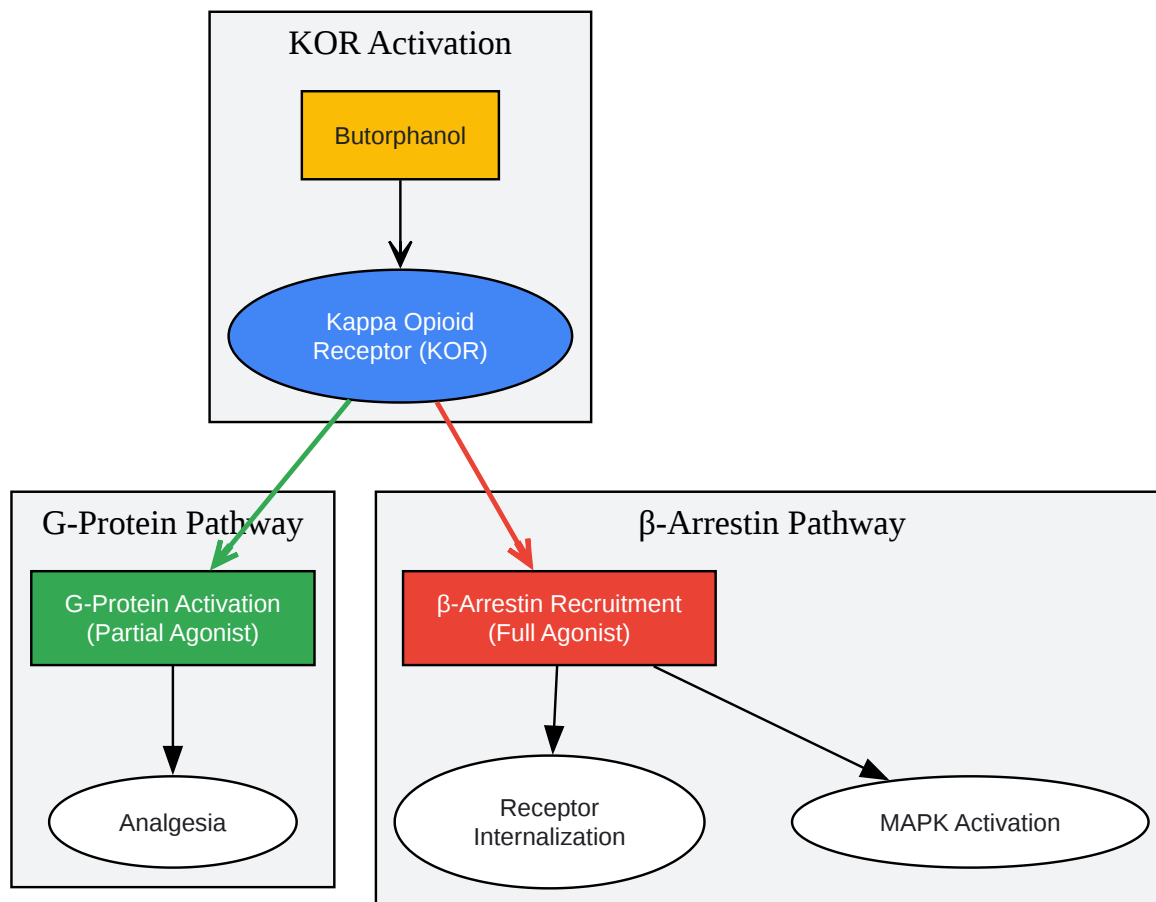 KOR Activation
Butorphanol
Kappa Opioid
Receptor (KOR)
G-Protein Pathway
G-Protein Activation
(Partial Agonist)
Analgesia
β-Arrestin Pathway
β-Arrestin Recruitment
(Full Agonist)
Receptor
Internalization
MAPK Activation